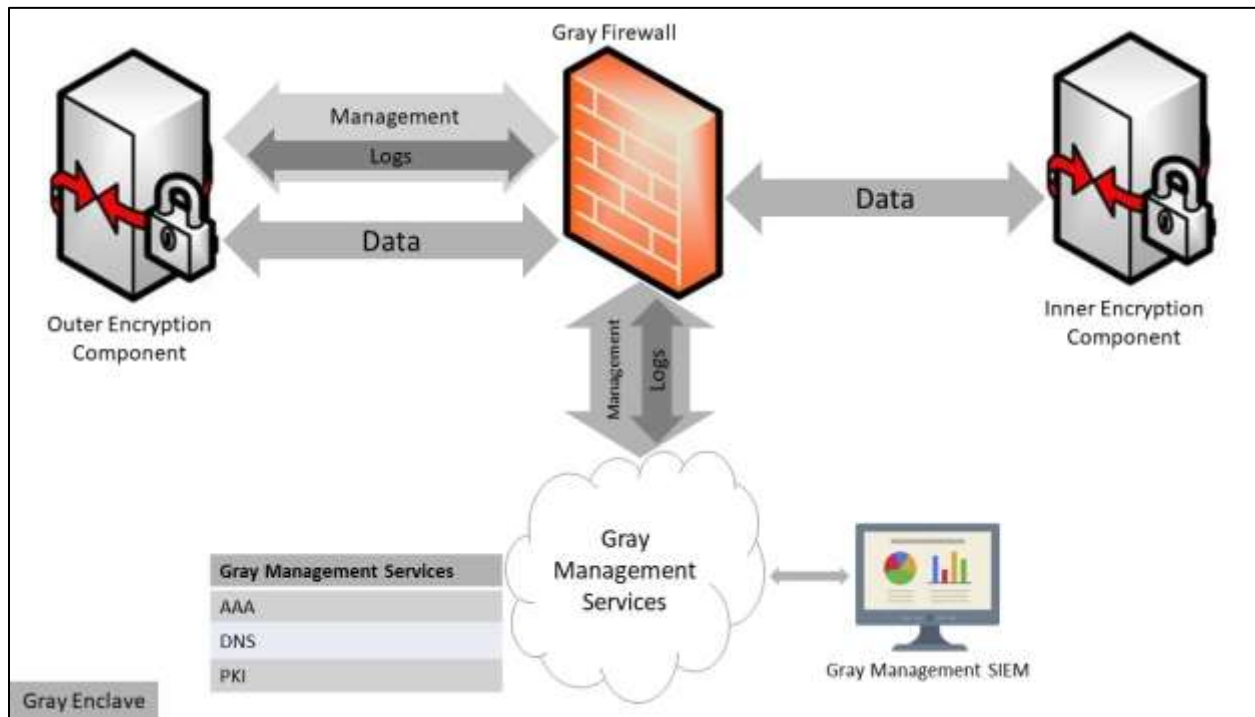 Gray Firewall
Management
Logs
Data
Data
Outer Encryption
Component
Inner Encryption
Component
Management
Logs
Gray
Management
Services
Gray Management Services
AAA
DNS
PKI
Gray Management SIEM
Gray Enclave